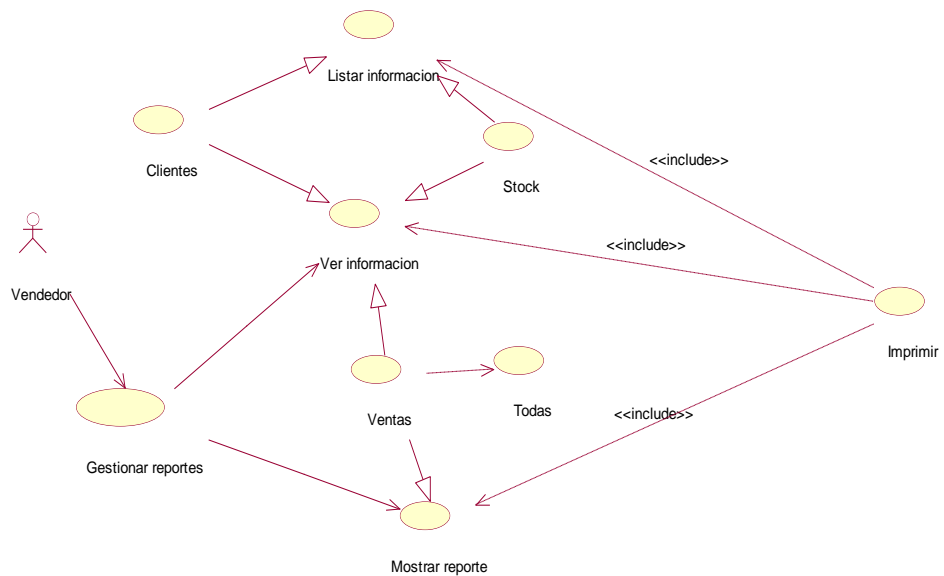 Listar informacion
<<include>>
Clientes
Stock
<<include>>
Ver informacion
Vendedor
Imprimir
Todas
<<include>>
Ventas
Gestionar reportes
Mostrar reporte